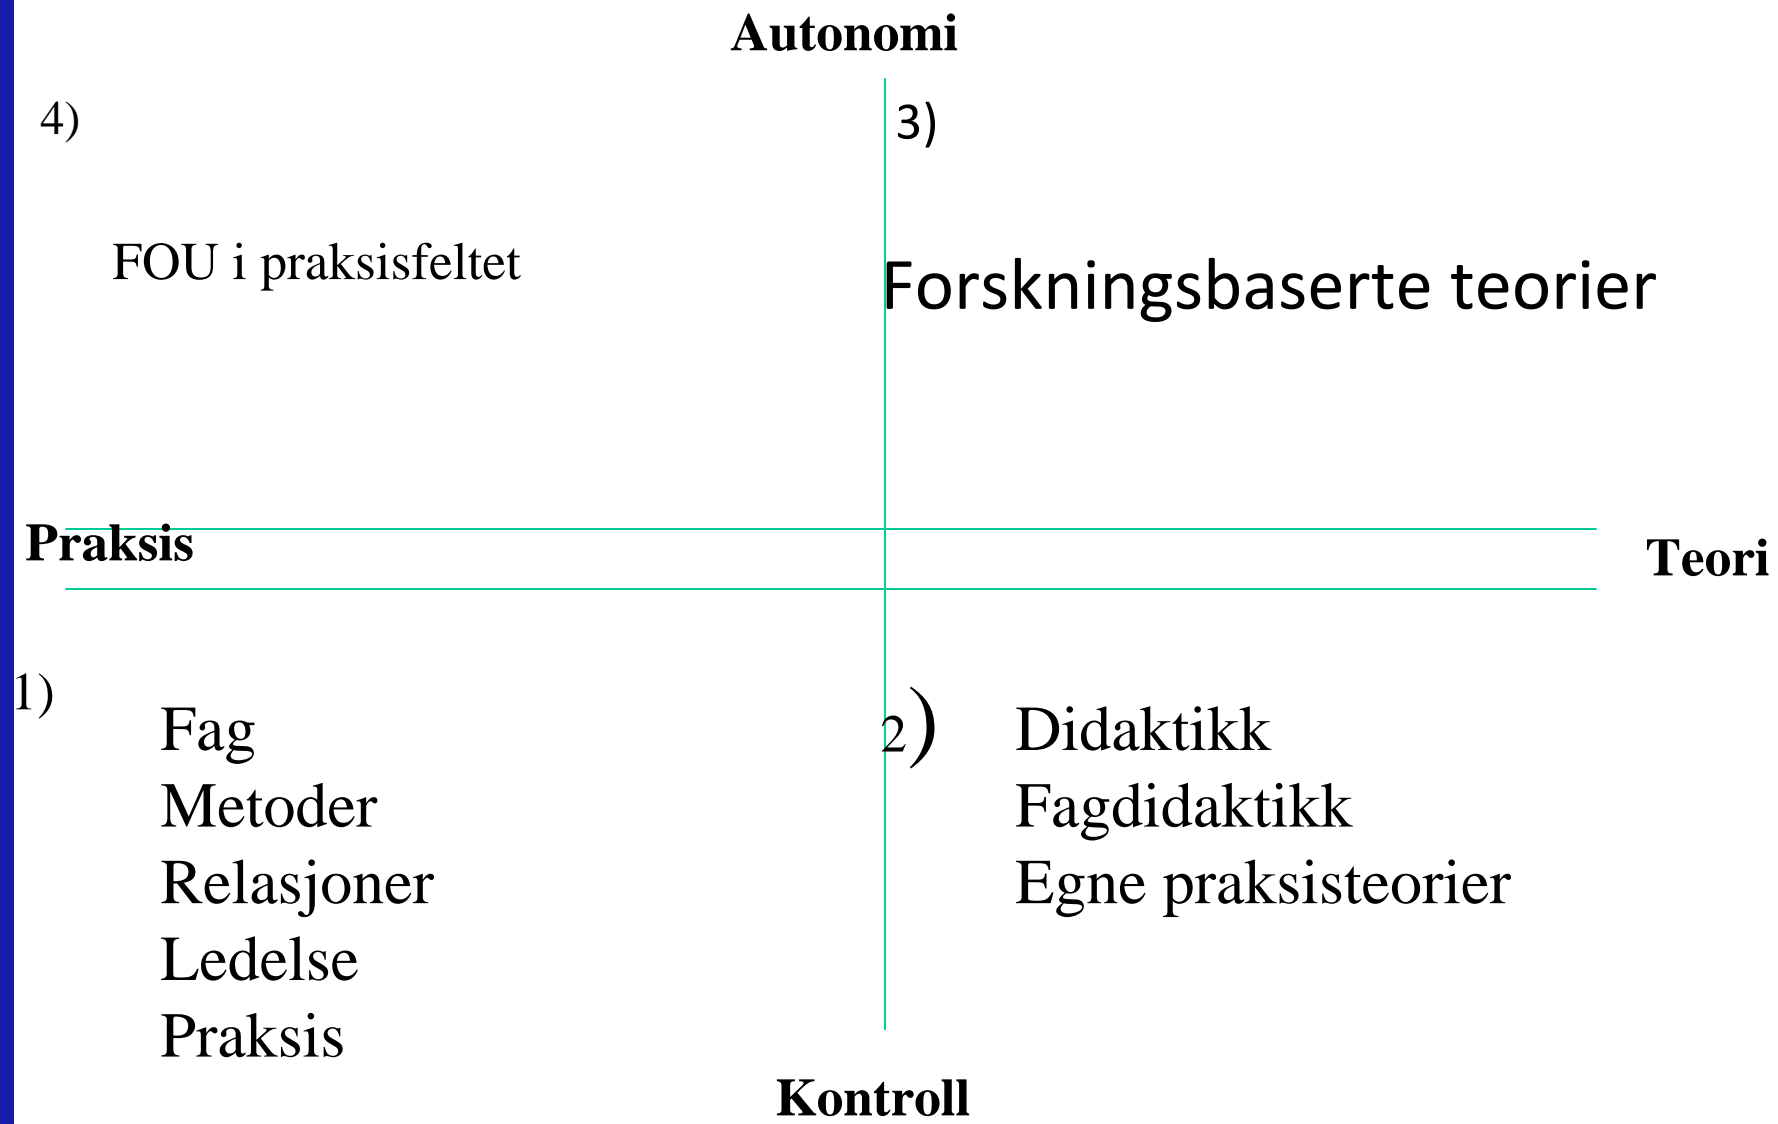 Autonomi
4)
3)
FOU i praksisfeltet
Forskningsbaserte teorier
Praksis
Teori
1)
Fag
Metoder
Relasjoner
Ledelse
Praksis
2)
Didaktikk
Fagdidaktikk
Egne praksisteorier
Kontroll